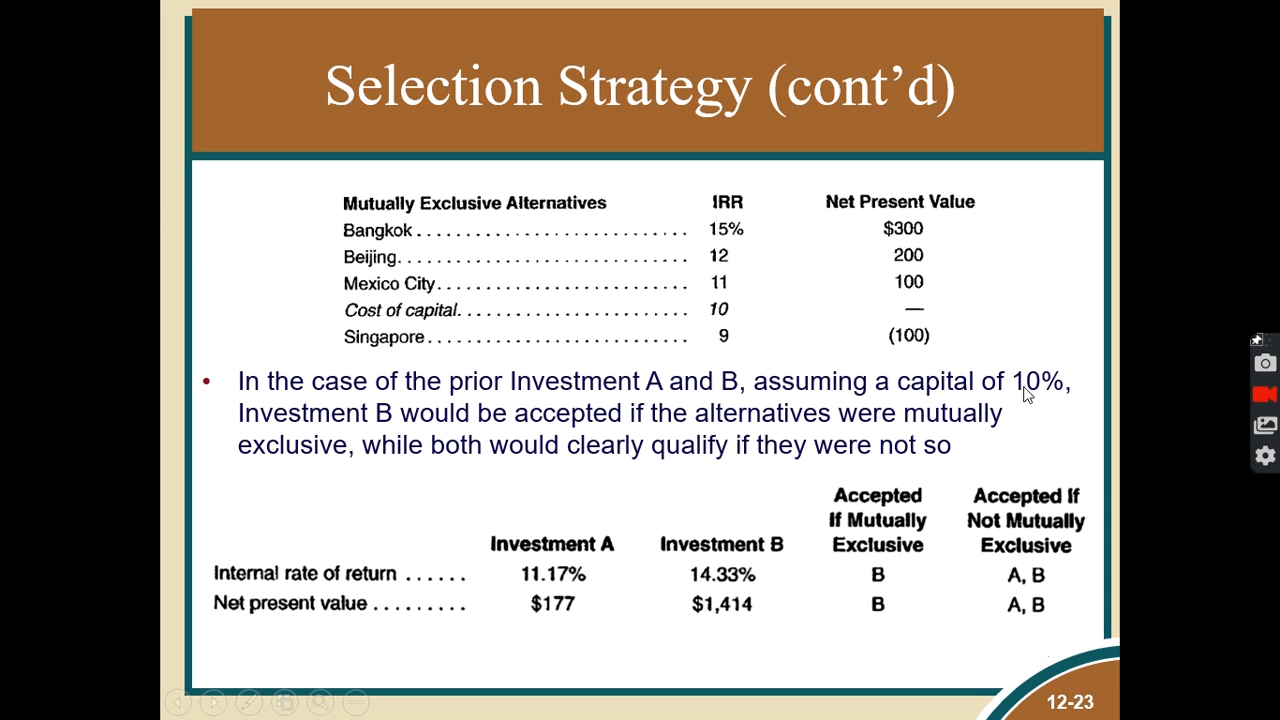 Selection Strategy (cont’d)
Mutually Exclusive Alternatives IRR Net Present Value
Bangkok . . . . . . . . . . . . . . . . . . . . . . . . . . . . 15% $300
Beijing. . . . . . . . . . . . . . . . . . . . . . . . . . . . . . 12 200
Mexico City. . . . . . . . . . . . . . . . . . . . . . . . . . 11 100
Cost of capital. . . . . . . . . . . . . . . . . . . . . . . . 10 —
Singapore . . . . . . . . . . . . . . . . . . . . . . . . . . . 9 (100)
• In the case of the prior Investment A and B, assuming a capital of 10%,
Investment B would be accepted if the alternatives were mutually
exclusive, while both would clearly qualify if they were not so
Accepted Accepted If
If Mutually Not Mutually
Investment A Investment B Exclusive Exclusive
Internal rate of return . . . . . . 11.17% 14.33% B A, B
Net present value . . . . . . . . . $177 $1,414 B A, B
12-23